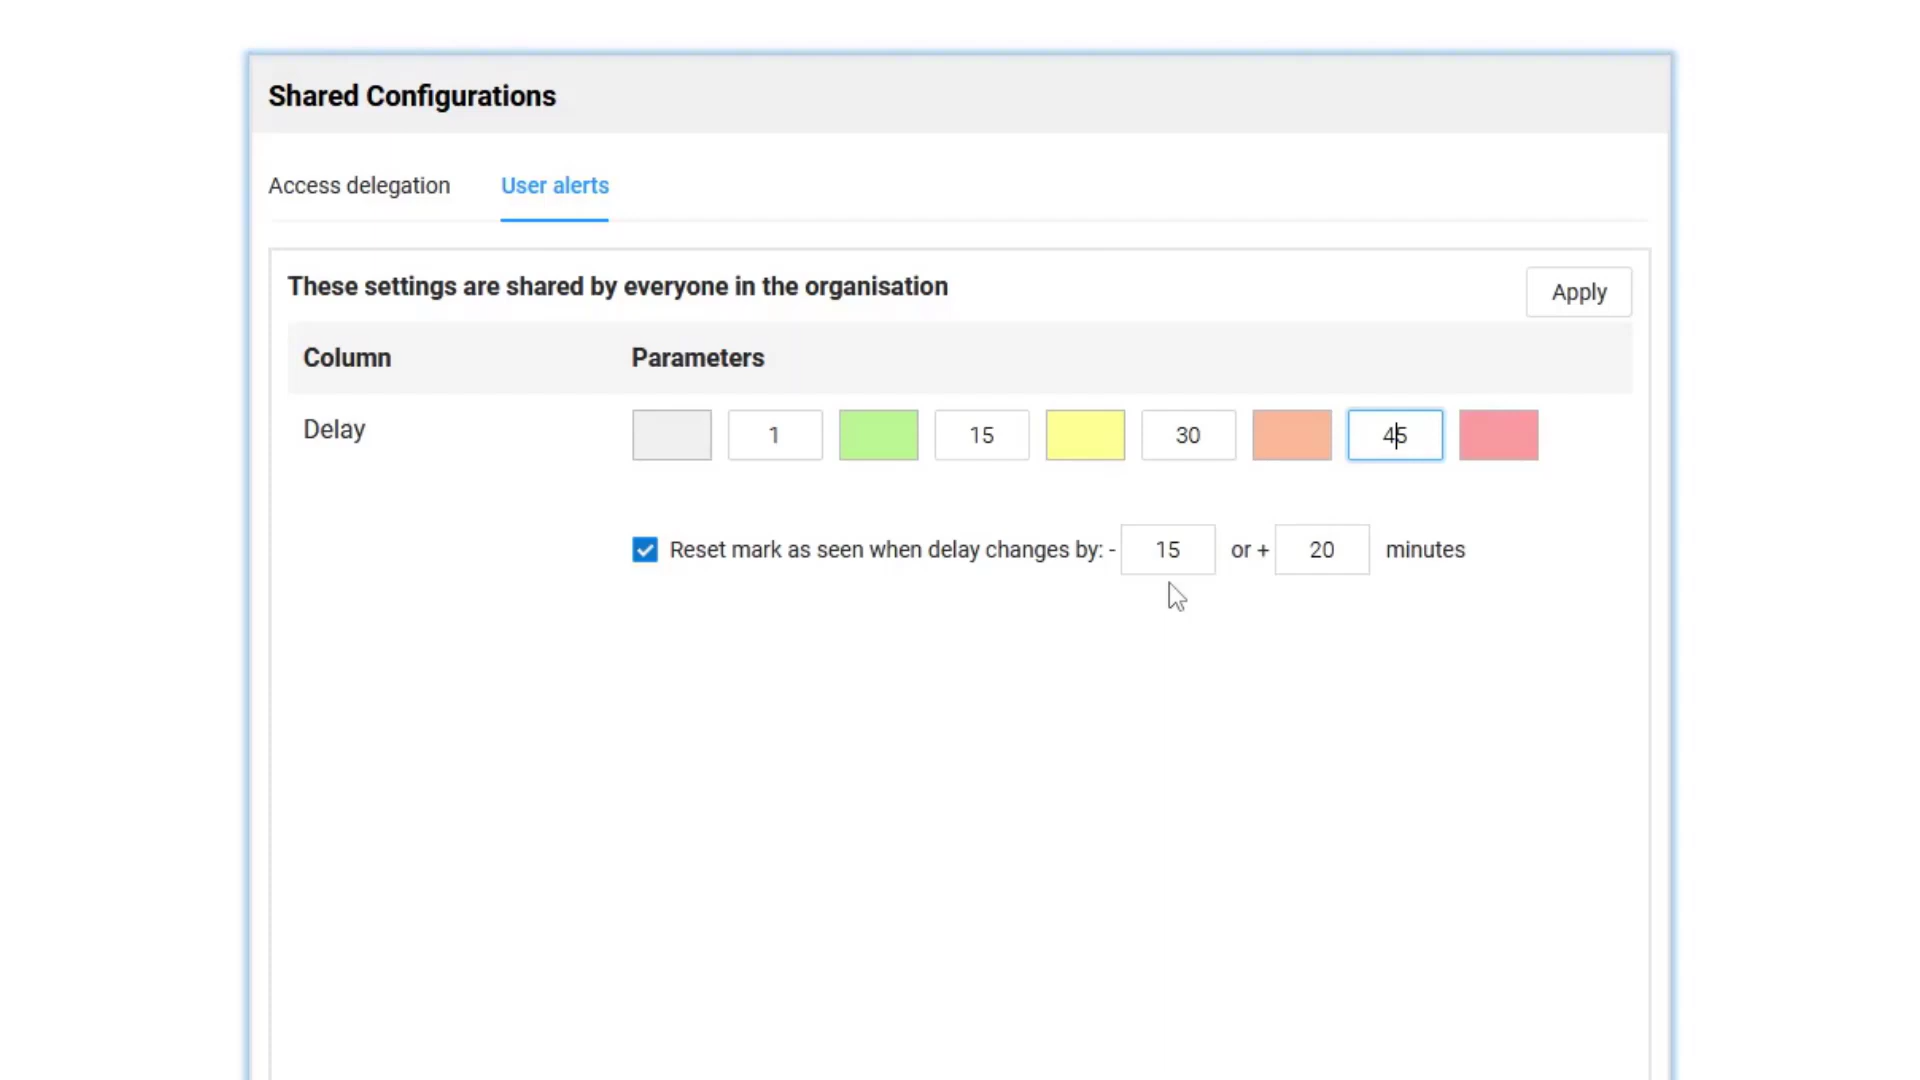 Shared Configurations
Access delegation User alerts
These settings are shared by everyone in the organisation Apply
Column Parameters
Delay 1 15 30 45
Reset mark as seen when delay changes by: - 15 or + 20 minutes